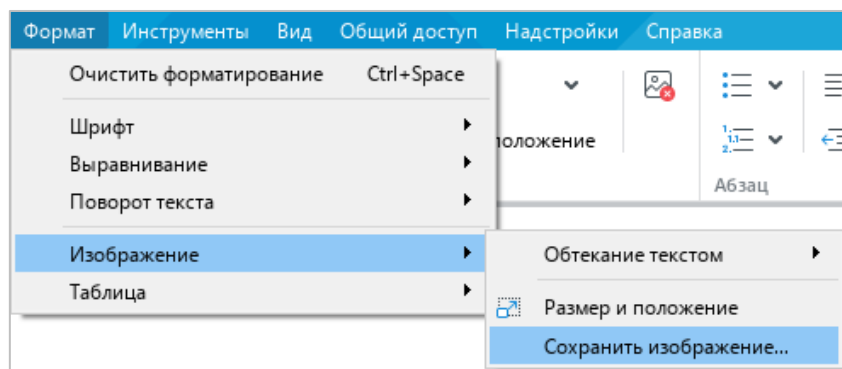 Формат Инструменты Вид Общий доступ Надстройки Справка
Очистить форматирование Ctrl+Space
Шрифт
Выравнивание
Поворот текста
Изображение
Таблица
положение
Абзац
Обтекание текстом
Размер и положение
Сохранить изображение...